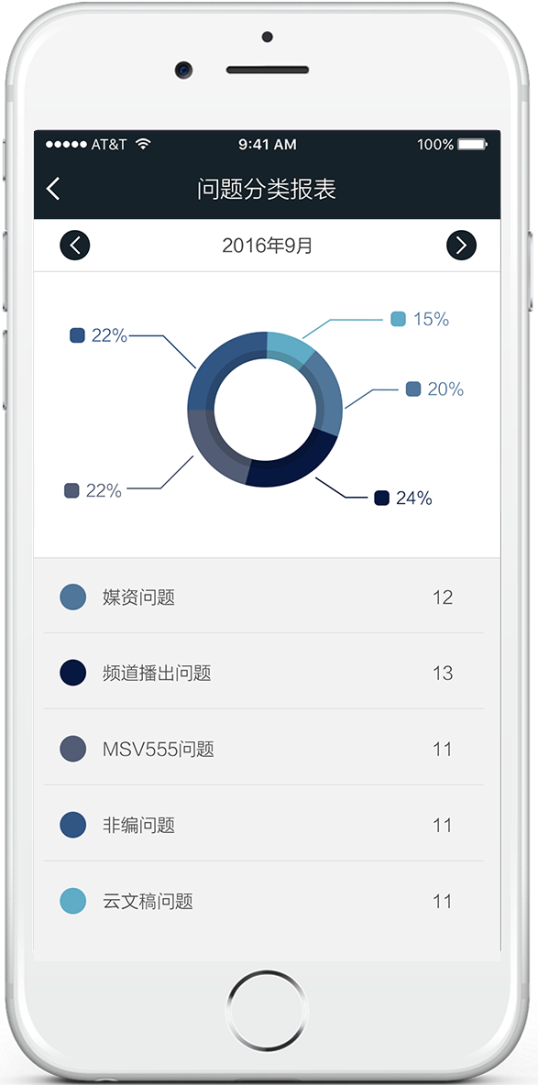 AT&T 9:41 AM 100%
问题分类报表
2016年9月
15%
22%
20%
22%
24%
媒资问题 12
频道播出问题 13
MSV555问题 11
非编问题 11
云文稿问题 11